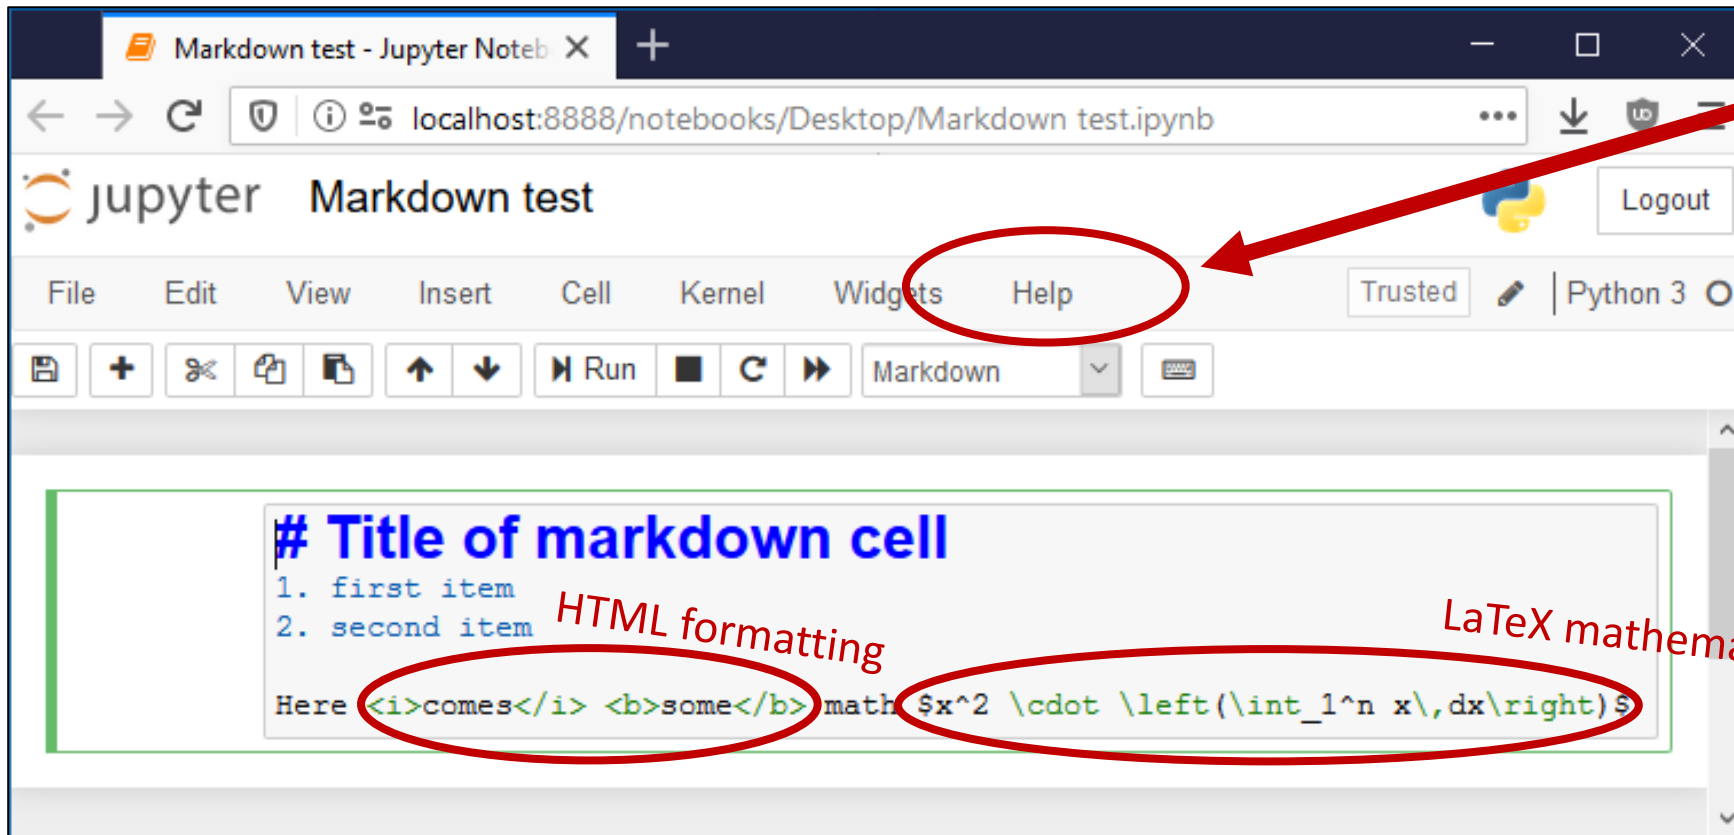 Markdown test - Jupyter Noteb
localhost:8888/notebooks/Desktop/Markdown test.ipynb
jupyter Markdown test Logout
File Edit View Insert Cell Kernel Widgets Help Trusted Python 3
Run Markdown
# Title of markdown cell
1. first item
2. second item
HTML formatting
LaTeX mathema
Here <i>comes</i> <b>some</b> math $x^2 \cdot \left(\int_1^n x\,dx\right)$